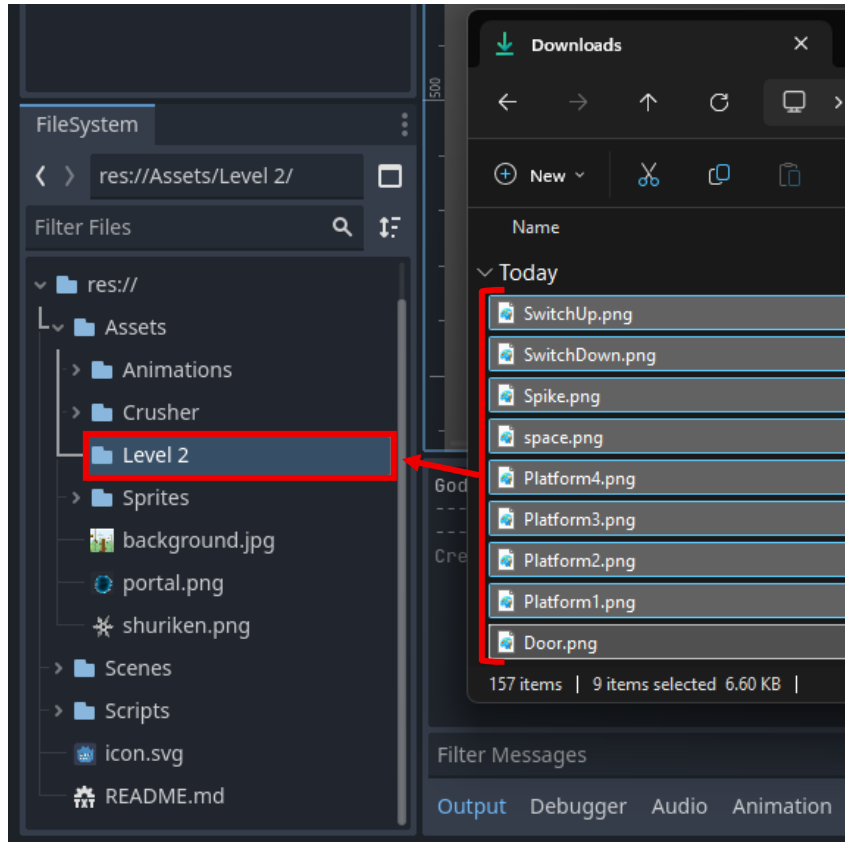 FileSystem
res://Assets/Level 2/
Filter Files
res://
Assets
Animations
Crusher
Level 2
Sprites
background.jpg
portal.png
shuriken.png
Scenes
Scripts
icon.svg
TXT
README.md
500
God
Cre
Filter Messages
Output Debugger Audio Animation
Downloads
New
Name
Today
SwitchUp.png
SwitchDown.png
Spike.png
space.png
Platform4.png
Platform3.png
Platform2.png
Platform1.png
Door.png
157 items | 9 items selected 6.60 KB |